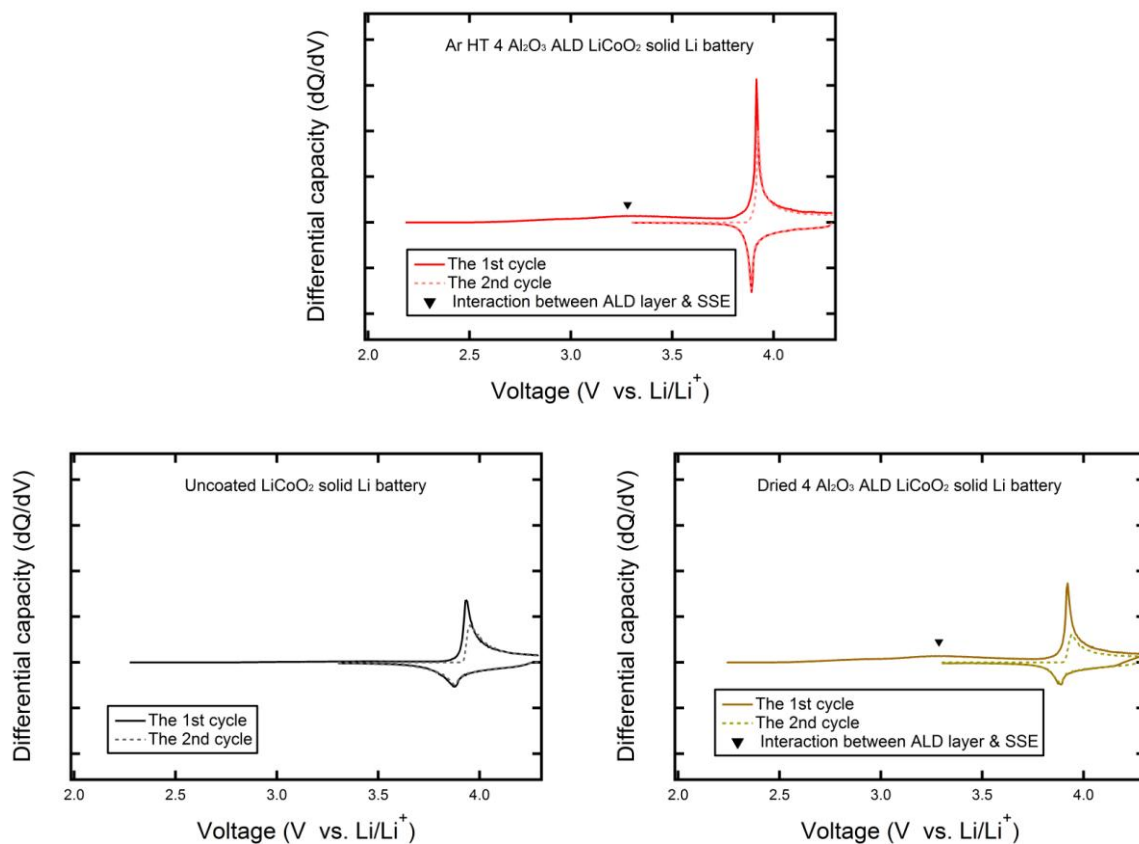 Ar HT 4 Al₂O₃ ALD LiCoO₂ solid Li battery
Differential capacity (dQ/dV)
The 1st cycle
The 2nd cycle
▼ Interaction between ALD layer & SSE
2.0 2.5 3.0 3.5 4.0
Voltage (V vs. Li/Li⁺)
Uncoated LiCoO₂ solid Li battery
Differential capacity (dQ/dV)
The 1st cycle
The 2nd cycle
2.0 2.5 3.0 3.5 4.0
Voltage (V vs. Li/Li⁺)
Dried 4 Al₂O₃ ALD LiCoO₂ solid Li battery
Differential capacity (dQ/dV)
The 1st cycle
The 2nd cycle
▼ Interaction between ALD layer & SSE
2.0 2.5 3.0 3.5 4.0
Voltage (V vs. Li/Li⁺)